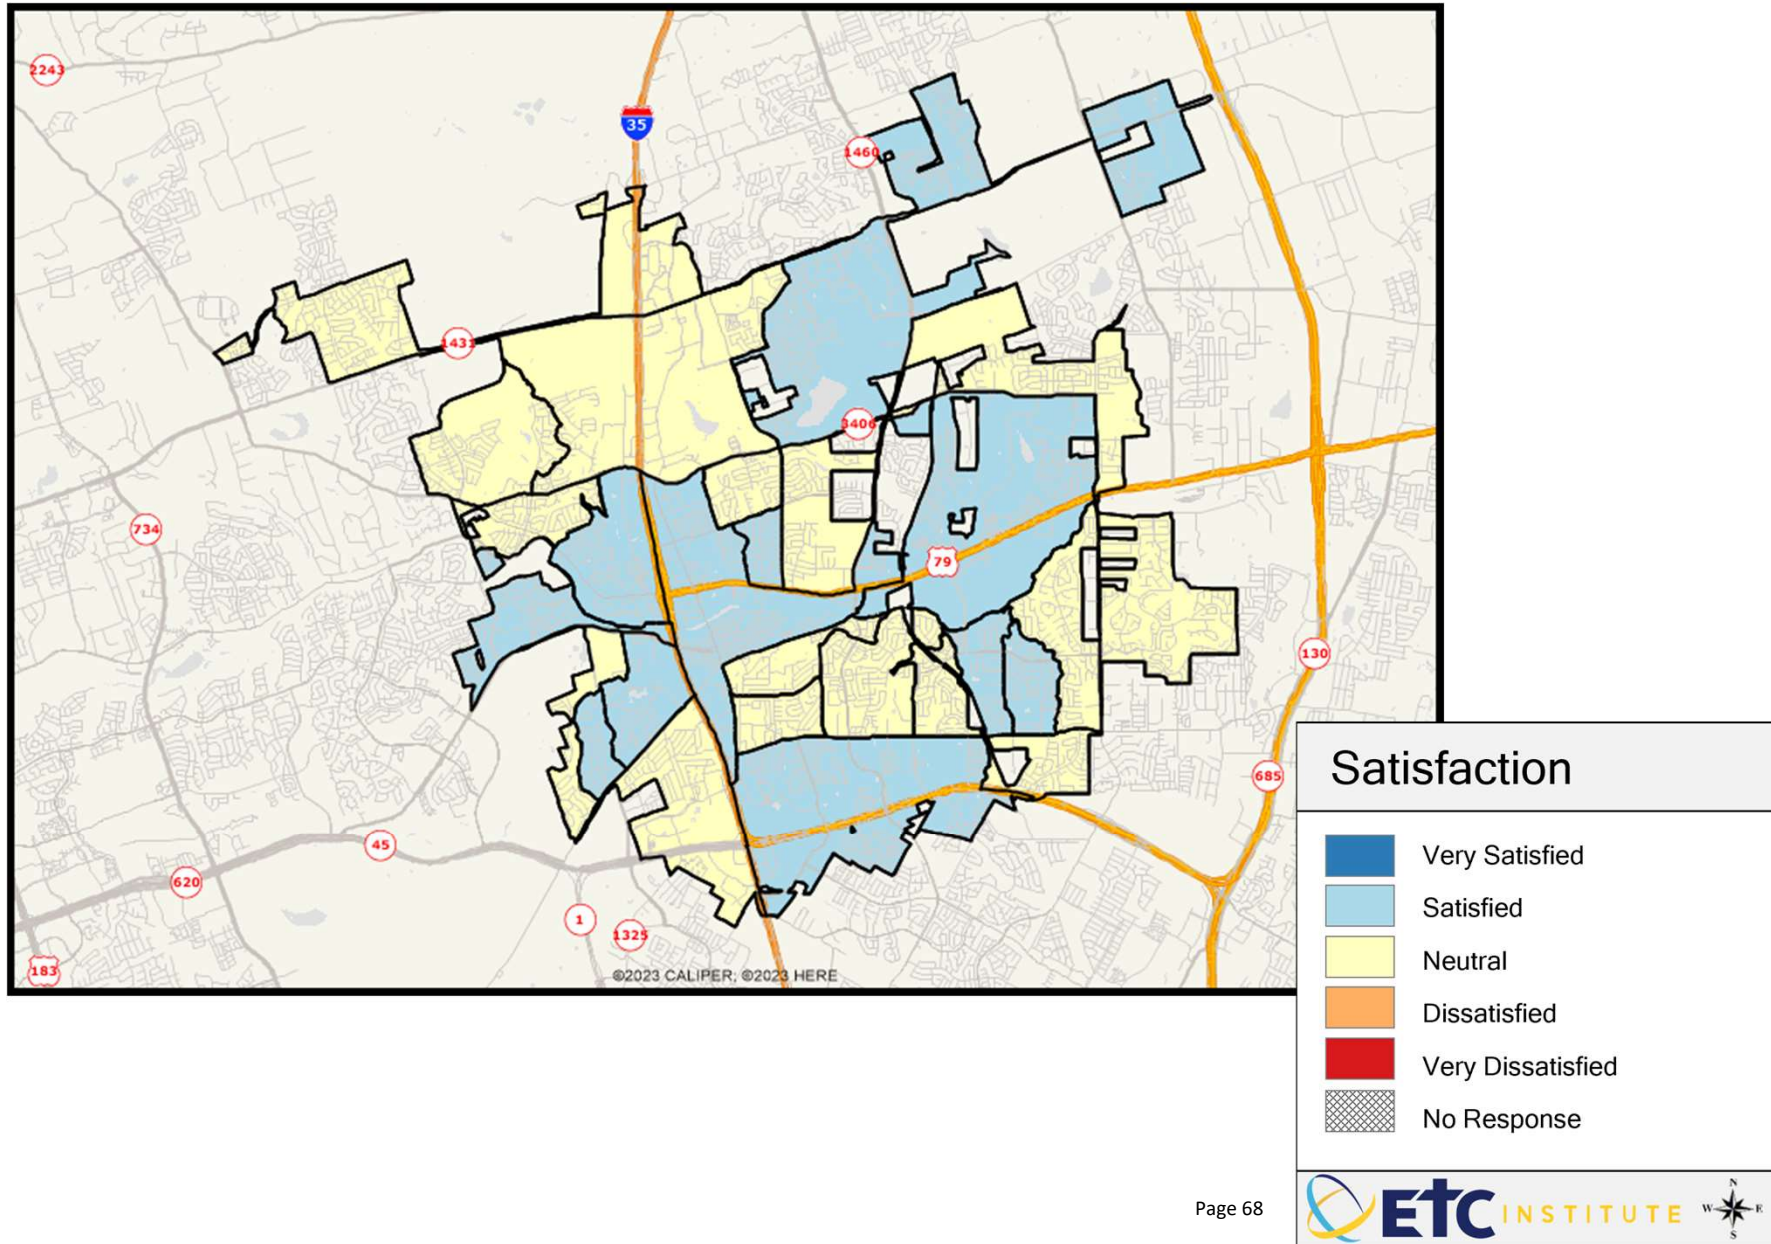 2243
35
1460
1431
3406
734
79
130
685
45
620
1
1325
183
©2023 CALIPER; ©2023 HERE
Satisfaction
Very Satisfied
Satisfied
Neutral
Dissatisfied
Very Dissatisfied
No Response
Page 68
ETC INSTITUTE
N
W E
S